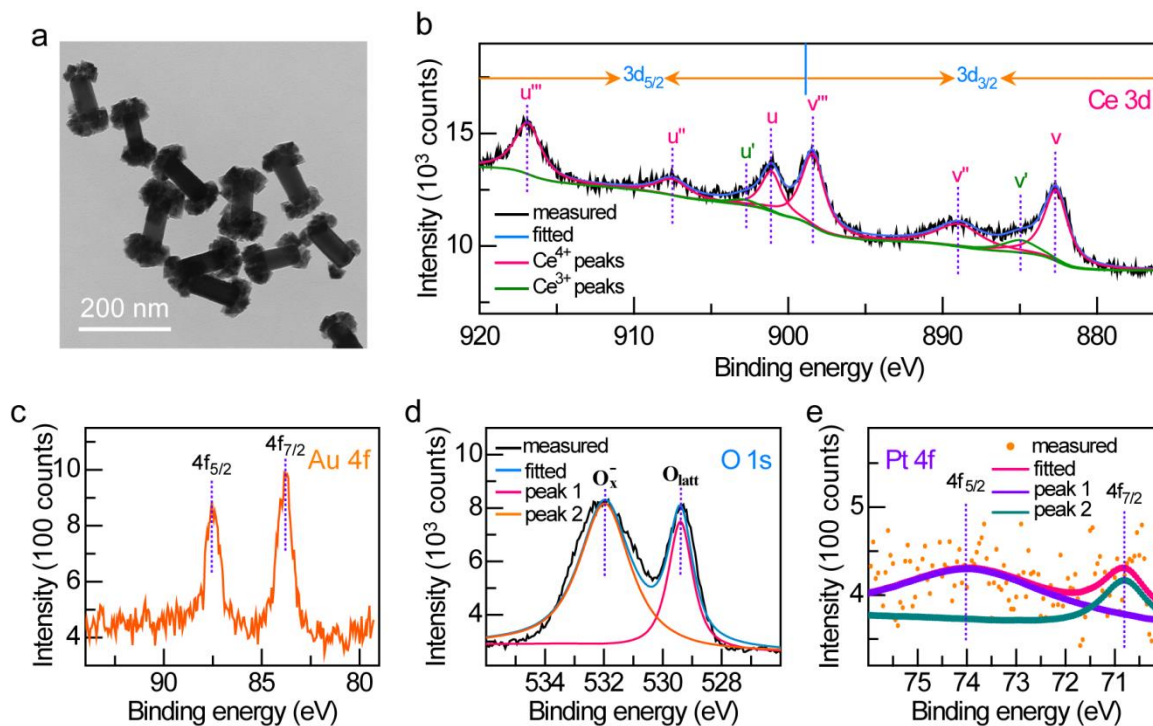 a
200 nm
b
3d5/2
3d3/2
Ce 3d
u'''
u''
u'
u
v'''
v''
v'
v
measured
fitted
Ce4+ peaks
Ce3+ peaks
15
10
Intensity (10³ counts)
920 910 900 890 880
Binding energy (eV)
c
Au 4f
4f5/2
4f7/2
10
8
6
4
Intensity (100 counts)
90 85 80
Binding energy (eV)
d
O 1s
measured
fitted
peak 1
peak 2
Ox-
Olatt
10
8
6
4
Intensity (10³ counts)
534 532 530 528
Binding energy (eV)
e
Pt 4f
measured
fitted
peak 1
peak 2
4f5/2
4f7/2
5
4
Intensity (100 counts)
75 74 73 72 71
Binding energy (eV)